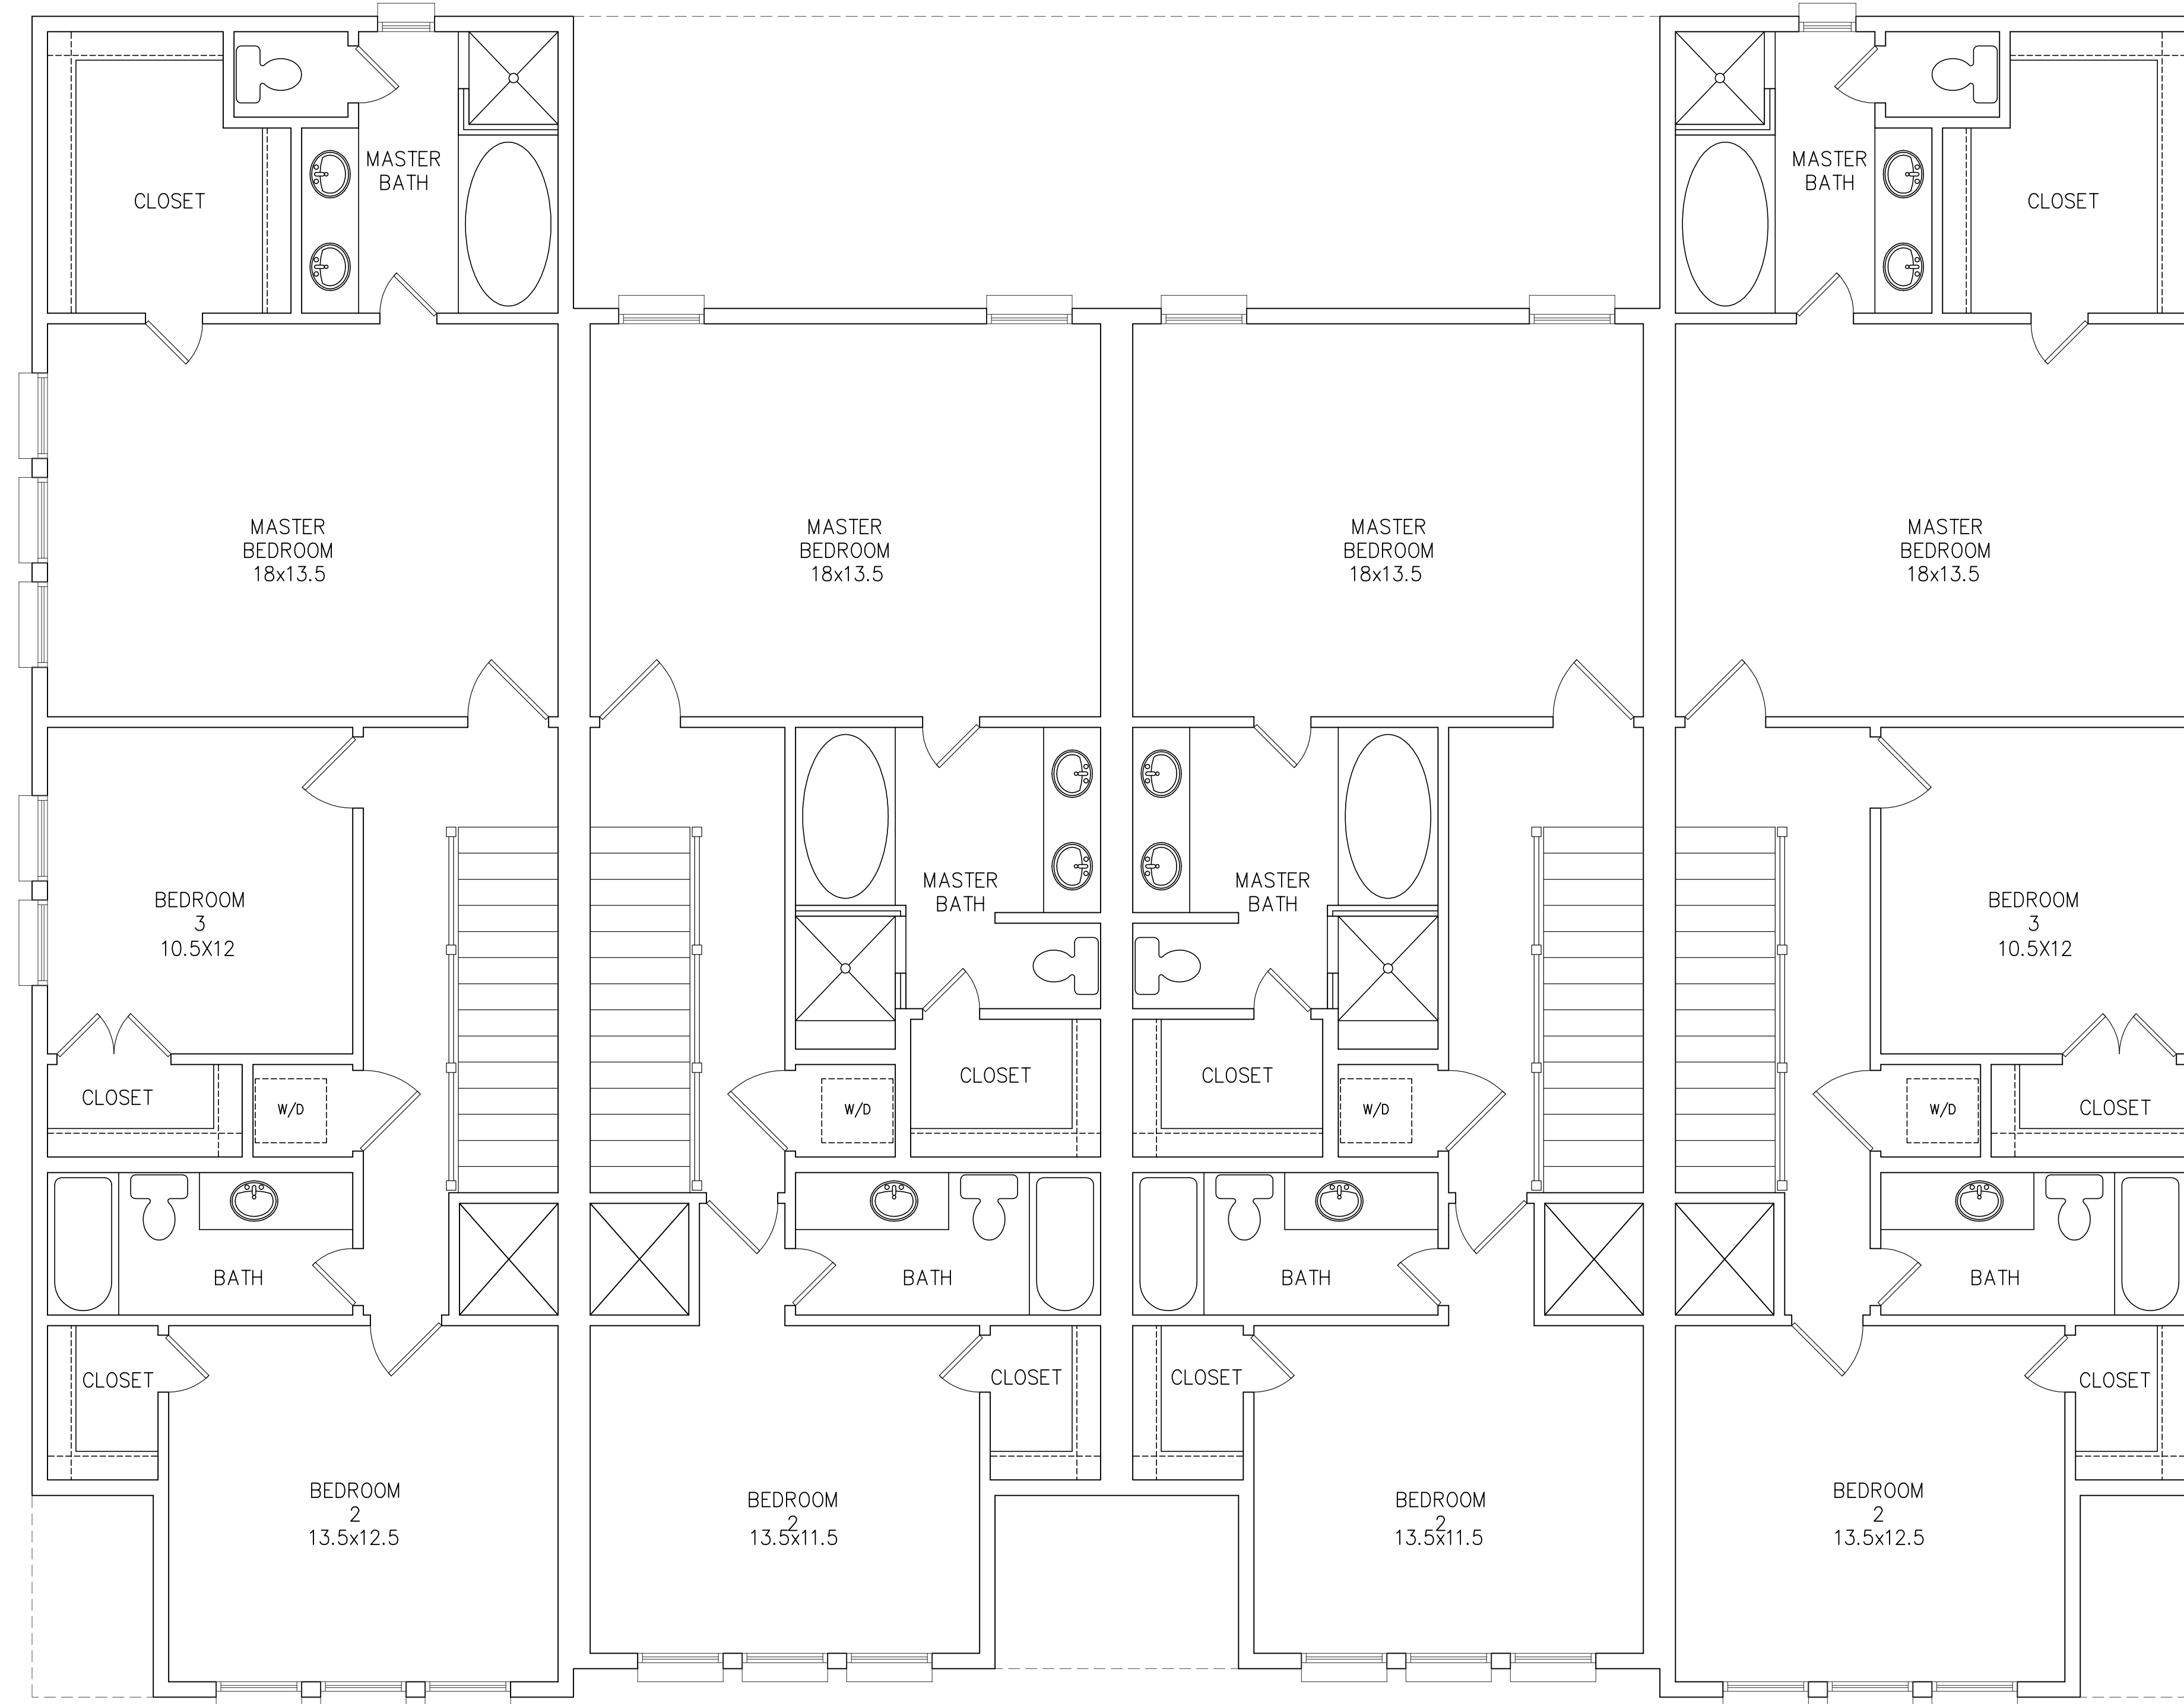 MASTER
BATH
CLOSET
MASTER
BATH
CLOSET
MASTER
BEDROOM
18x13.5
MASTER
BEDROOM
18x13.5
MASTER
BEDROOM
18x13.5
MASTER
BEDROOM
18x13.5
BEDROOM
3
10.5X12
MASTER
BATH
MASTER
BATH
BEDROOM
3
10.5X12
CLOSET
W/D
W/D
CLOSET
CLOSET
W/D
W/D
CLOSET
BATH
BATH
BATH
BATH
CLOSET
CLOSET
CLOSET
CLOSET
BEDROOM
2
13.5x12.5
BEDROOM
2
13.5x11.5
BEDROOM
2
13.5x11.5
BEDROOM
2
13.5x12.5